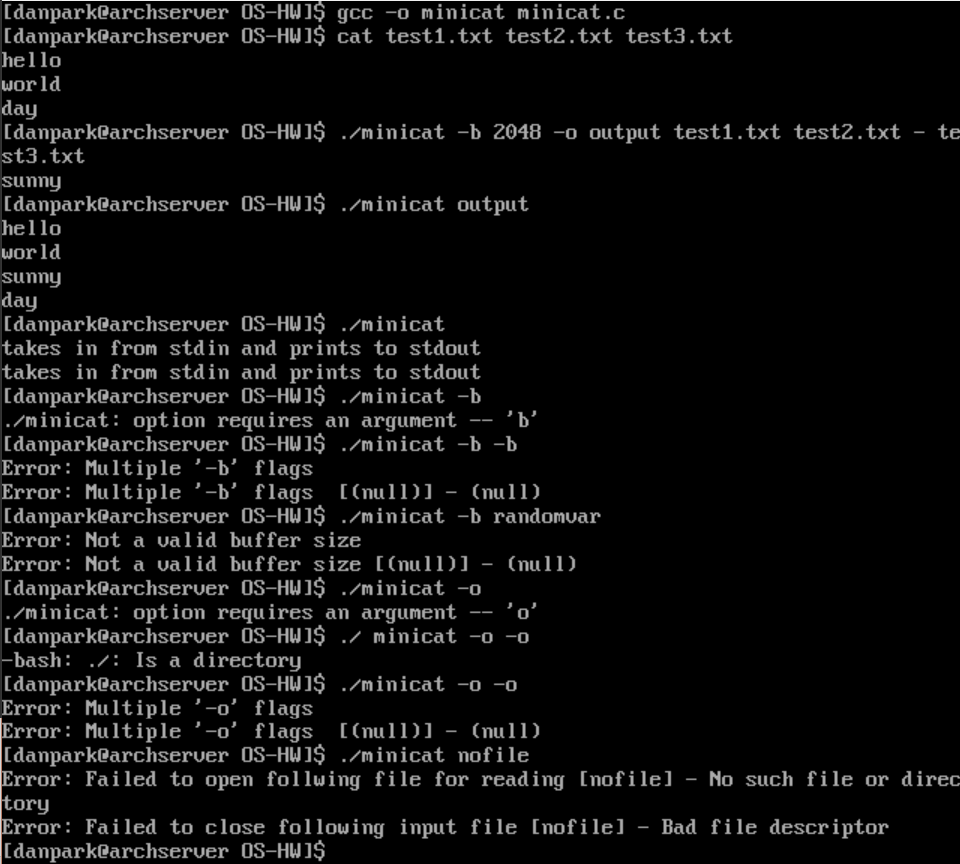 [danpark@archserver OS-HW]$ gcc -o minicat minicat.c
[danpark@archserver OS-HW]$ cat test1.txt test2.txt test3.txt
hello
world
day
[danpark@archserver OS-HW]$ ./minicat -b 2048 -o output test1.txt test2.txt - te
st3.txt
sunny
[danpark@archserver OS-HW]$ ./minicat output
hello
world
sunny
day
[danpark@archserver OS-HW]$ ./minicat
takes in from stdin and prints to stdout
takes in from stdin and prints to stdout
[danpark@archserver OS-HW]$ ./minicat -b
./minicat: option requires an argument -- 'b'
[danpark@archserver OS-HW]$ ./minicat -b -b
Error: Multiple '-b' flags
Error: Multiple '-b' flags  [(null)] - (null)
[danpark@archserver OS-HW]$ ./minicat -b randomvar
Error: Not a valid buffer size
Error: Not a valid buffer size [(null)] - (null)
[danpark@archserver OS-HW]$ ./minicat -o
./minicat: option requires an argument -- 'o'
[danpark@archserver OS-HW]$ ./ minicat -o -o
-bash: ./: Is a directory
[danpark@archserver OS-HW]$ ./minicat -o -o
Error: Multiple '-o' flags
Error: Multiple '-o' flags  [(null)] - (null)
[danpark@archserver OS-HW]$ ./minicat nofile
Error: Failed to open follwing file for reading [nofile] - No such file or direc
tory
Error: Failed to close following input file [nofile] - Bad file descriptor
[danpark@archserver OS-HW]$